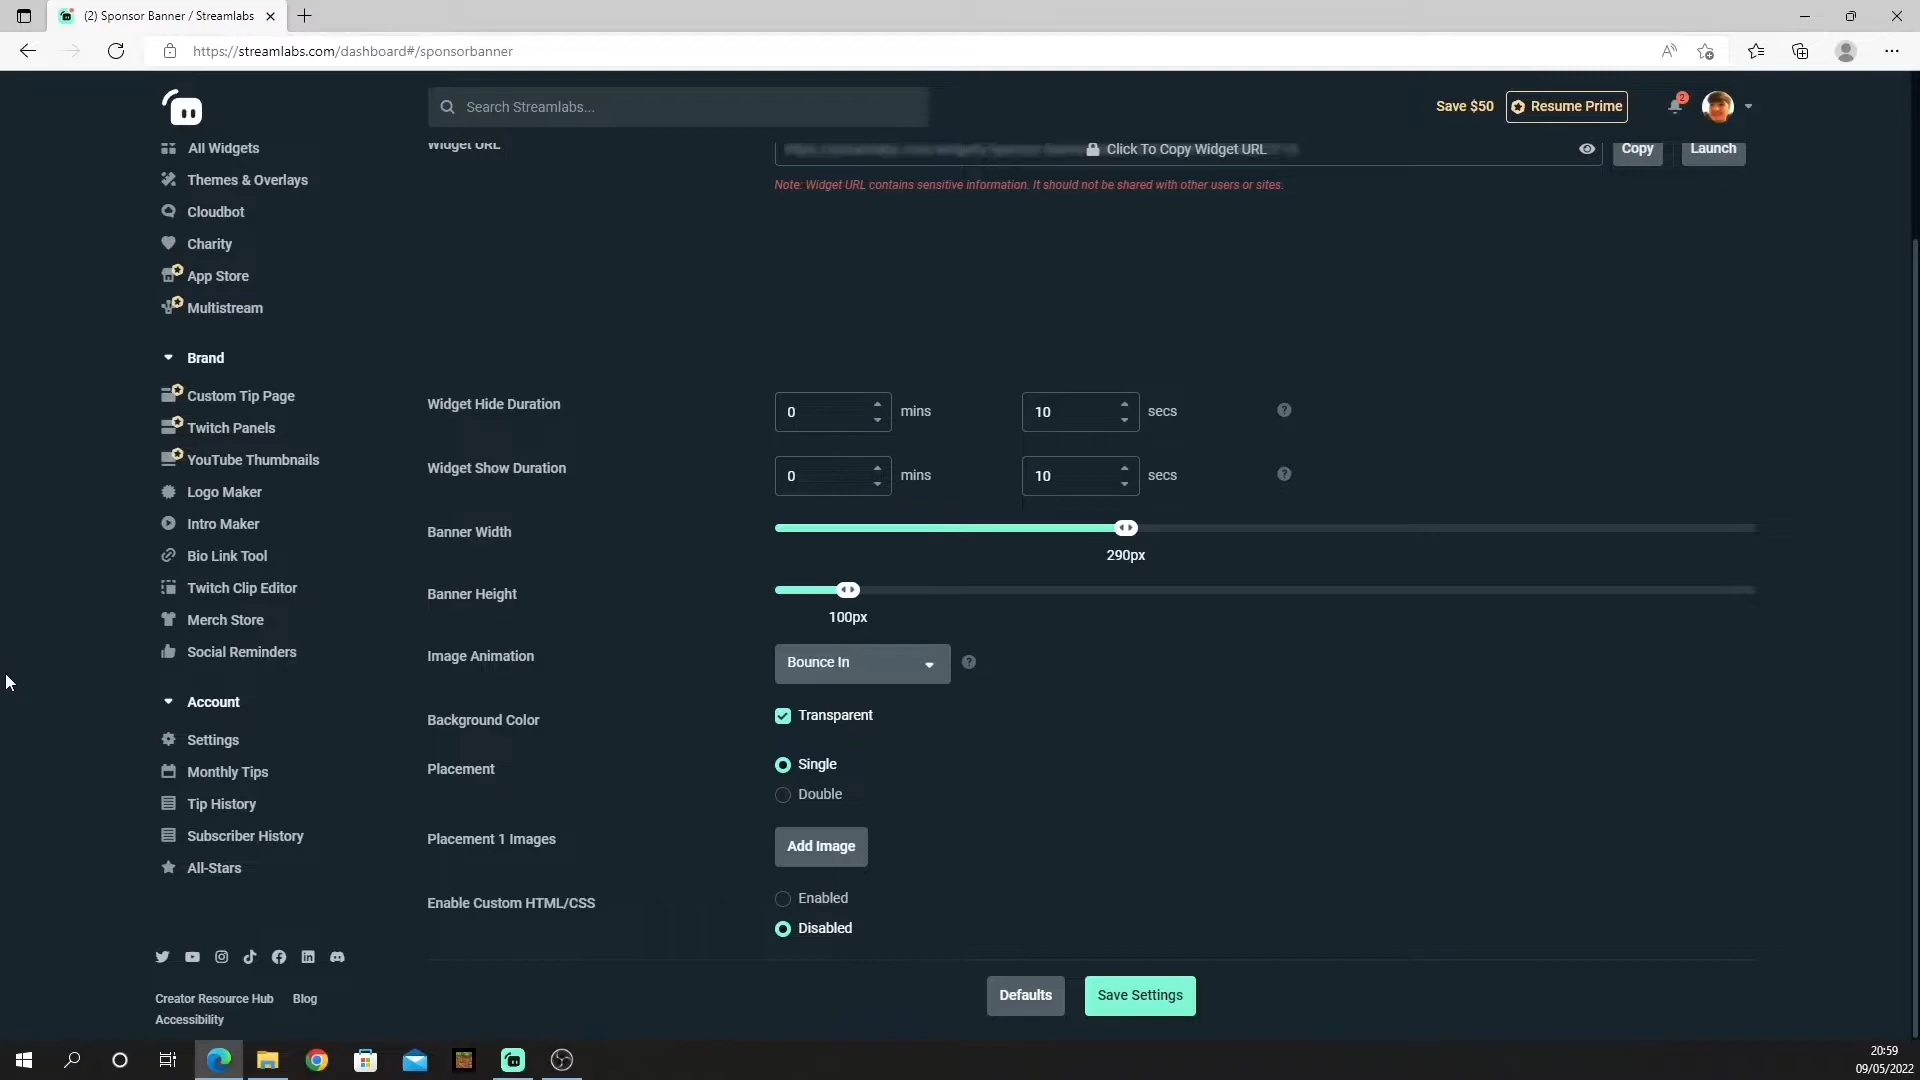 (2) Sponsor Banner / Streamlabs
https://streamlabs.com/dashboard#/sponsorbanner
Search Streamlabs...
Save $50
Resume Prime
2
All Widgets
Themes & Overlays
Cloudbot
Charity
App Store
Multistream
Brand
Custom Tip Page
Twitch Panels
YouTube Thumbnails
Logo Maker
Intro Maker
Bio Link Tool
Twitch Clip Editor
Merch Store
Social Reminders
Account
Settings
Monthly Tips
Tip History
Subscriber History
All-Stars
Creator Resource Hub Blog
Accessibility
Widget URL
Click To Copy Widget URL
Copy
Launch
Note: Widget URL contains sensitive information. It should not be shared with other users or sites.
Widget Hide Duration
0 mins 10 secs
Widget Show Duration
0 mins 10 secs
Banner Width
290px
Banner Height
100px
Image Animation
Bounce In
Background Color
Transparent
Placement
Single
Double
Placement 1 Images
Add Image
Enable Custom HTML/CSS
Enabled
Disabled
Defaults
Save Settings
20:59
09/05/2022